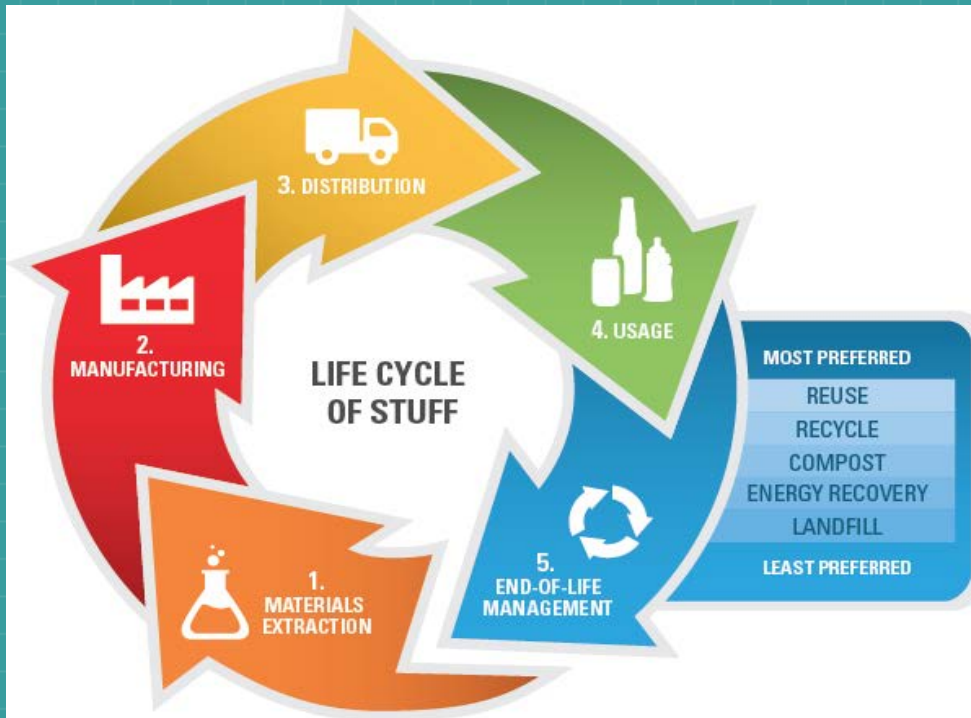 LIFE CYCLE
OF STUFF
1.
MATERIALS
EXTRACTION
2.
MANUFACTURING
3. DISTRIBUTION
4. USAGE
5.
END-OF-LIFE
MANAGEMENT
MOST PREFERRED
REUSE
RECYCLE
COMPOST
ENERGY RECOVERY
LANDFILL
LEAST PREFERRED